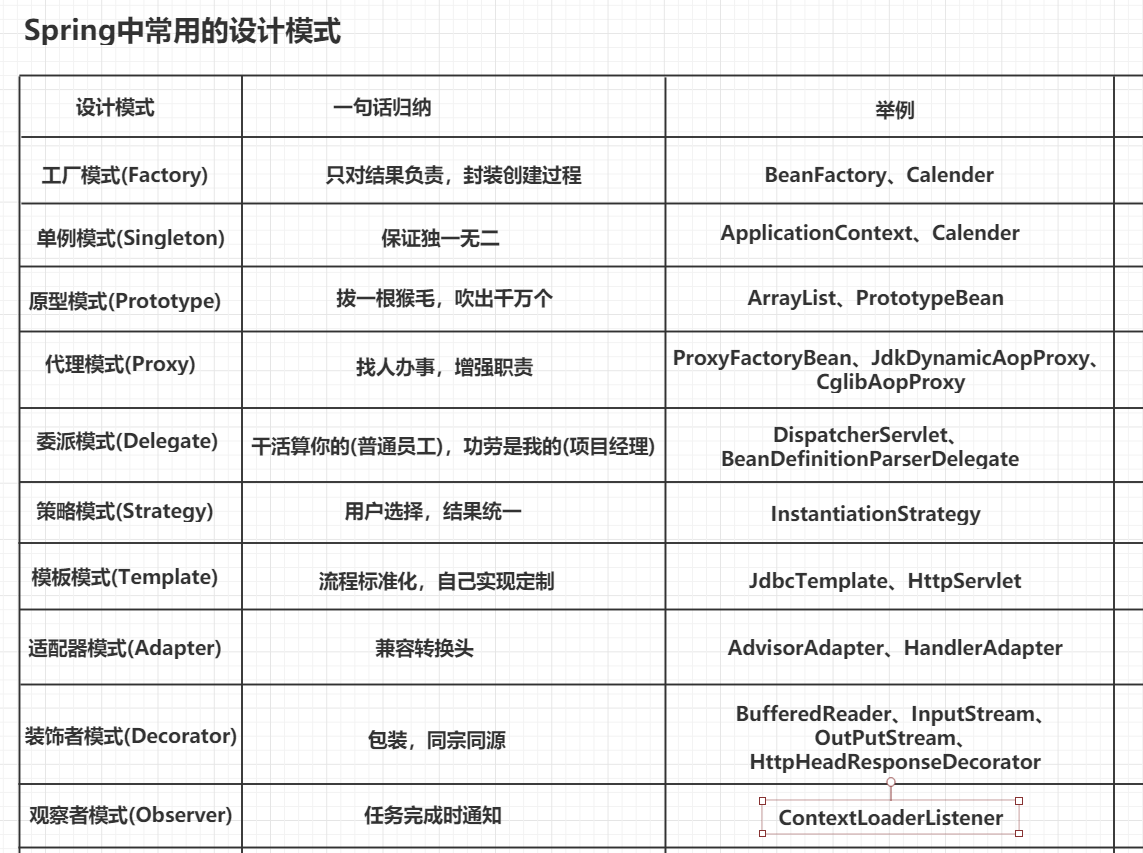 Spring中常用的设计模式
设计模式
一句话归纳
举例
工厂模式(Factory)
只对结果负责，封装创建过程
BeanFactory、Calender
单例模式(Singleton)
保证独一无二
ApplicationContext、Calender
原型模式(Prototype)
拔一根猴毛，吹出千万个
ArrayList、PrototypeBean
代理模式(Proxy)
找人办事，增强职责
ProxyFactoryBean、JdkDynamicAopProxy、
CglibAopProxy
委派模式(Delegate)
干活算你的(普通员工)，功劳是我的(项目经理)
DispatcherServlet、
BeanDefinitionParserDelegate
策略模式(Strategy)
用户选择，结果统一
InstantiationStrategy
模板模式(Template)
流程标准化，自己实现定制
JdbcTemplate、HttpServlet
适配器模式(Adapter)
兼容转换头
AdvisorAdapter、HandlerAdapter
装饰者模式(Decorator)
包装，同宗同源
BufferedReader、InputStream、
OutPutStream、
HttpHeadResponseDecorator
观察者模式(Observer)
任务完成时通知
ContextLoaderListener